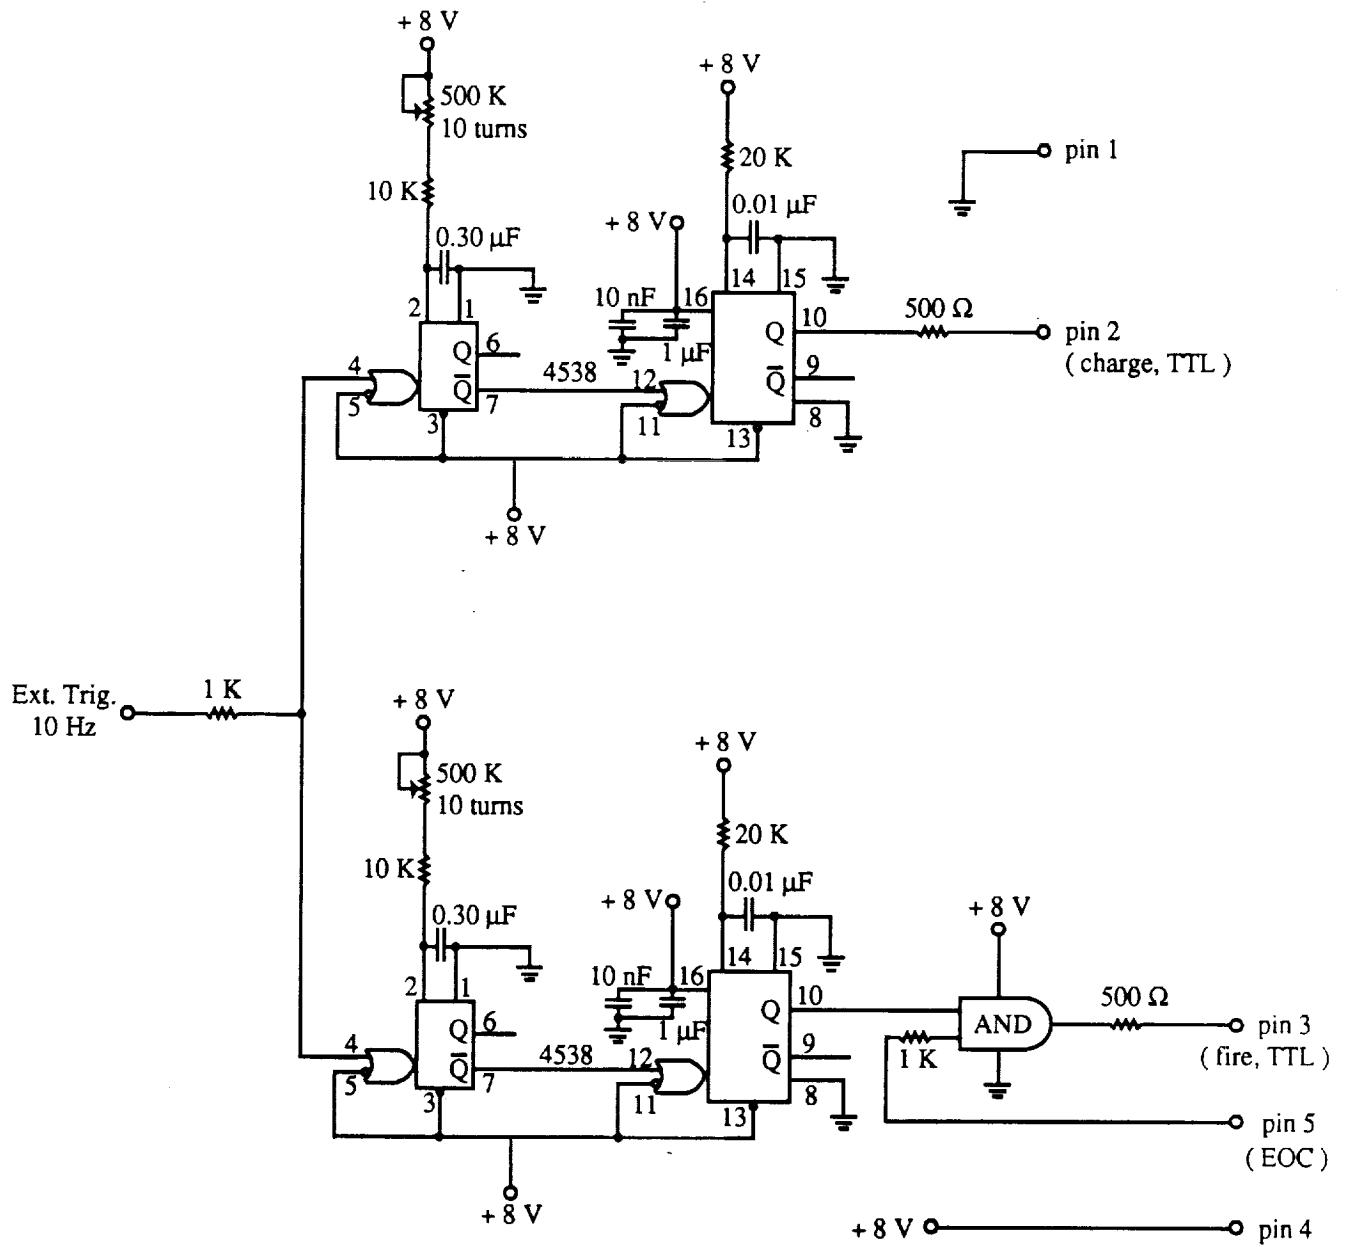 + 8 V
500 K
10 turns
10 K
0.30 µF
2
1
Q
6
Q̅
7
4
5
3
4538
+ 8 V
20 K
0.01 µF
+ 8 V
14
15
10 nF
16
1 µF
12
11
13
Q
10
Q̅
9
8
500 Ω
pin 1
pin 2
( charge, TTL )
+ 8 V
Ext. Trig.
10 Hz
1 K
+ 8 V
500 K
10 turns
10 K
0.30 µF
2
1
Q
6
Q̅
7
4
5
3
4538
+ 8 V
20 K
0.01 µF
+ 8 V
14
15
10 nF
16
1 µF
12
11
13
Q
10
Q̅
9
8
+ 8 V
AND
1 K
500 Ω
pin 3
( fire, TTL )
pin 5
( EOC )
+ 8 V
+ 8 V
pin 4